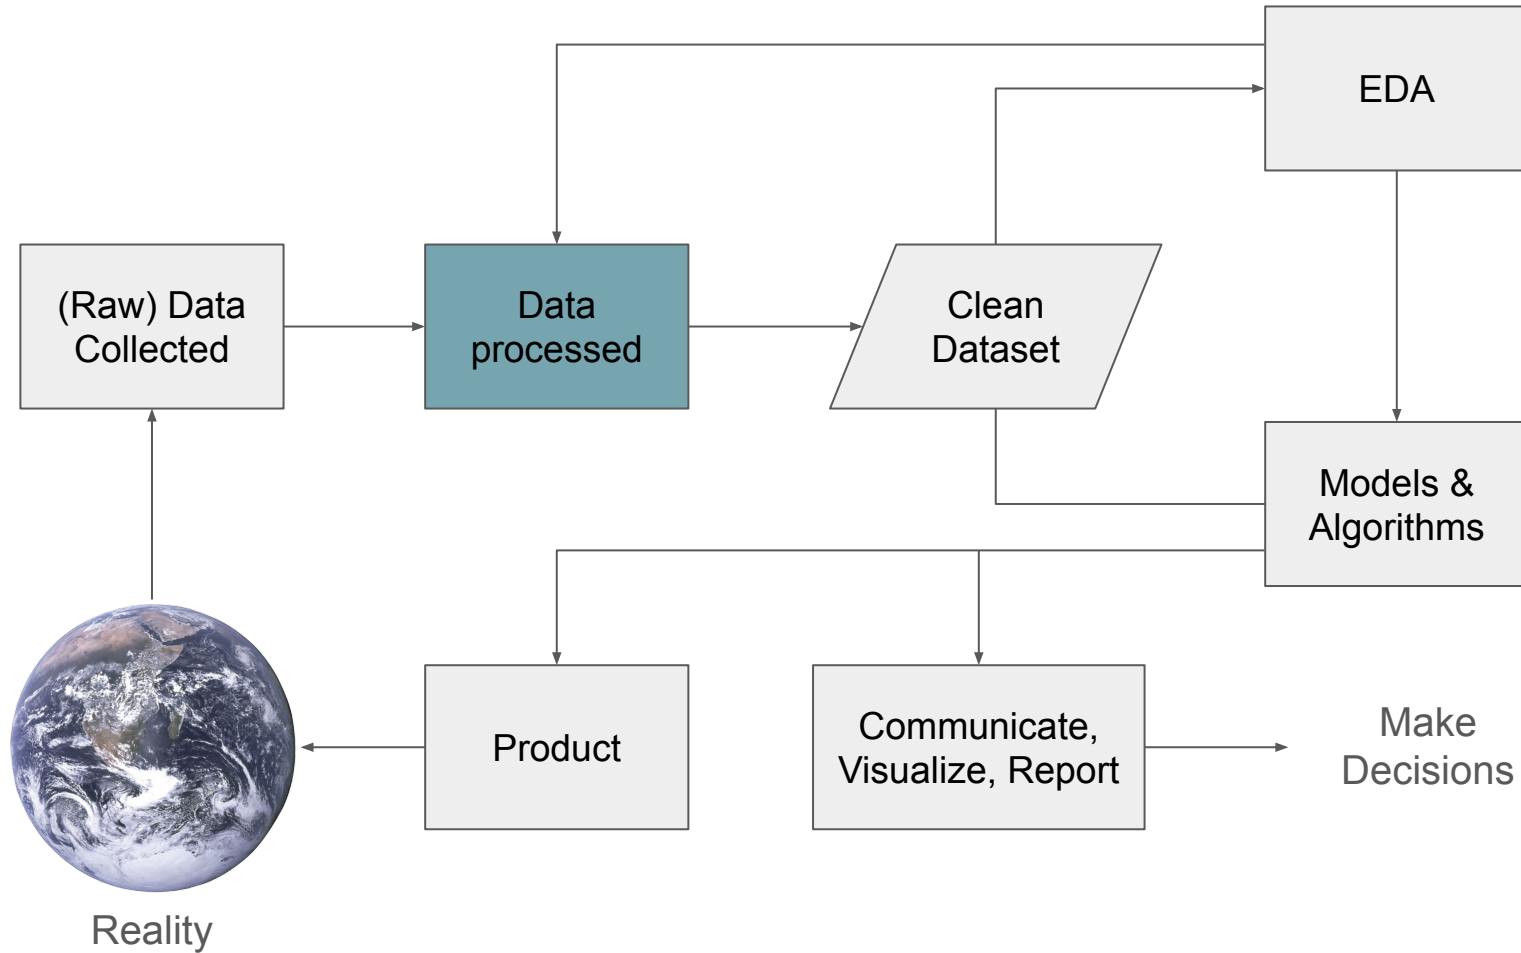 EDA
(Raw) Data
Collected
Data
processed
Clean
Dataset
Models &
Algorithms
Product
Communicate,
Visualize, Report
Make
Decisions
Reality